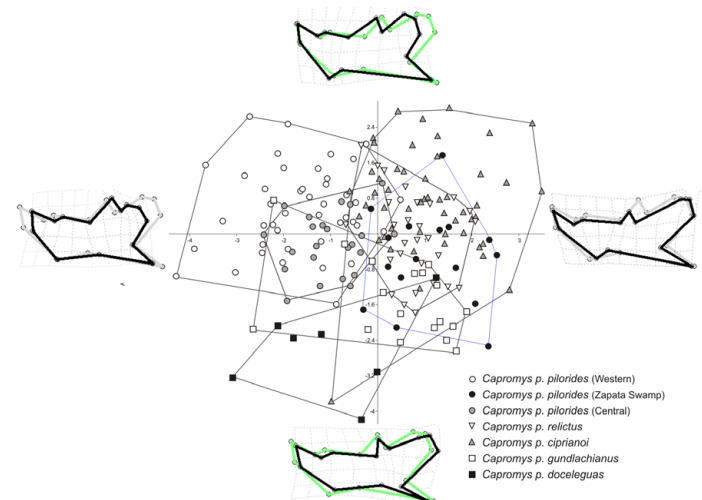 2.4
1.6
0.8
-4
-3
-2
-1
3
-0.8
-1.6
-2.4
-3.2
-4
Capromys p. pilorides (Western)
Capromys p. pilorides (Zapata Swamp)
Capromys p. pilorides (Central)
Capromys p. relictus
Capromys p. ciprianoi
Capromys p. gundlachianus
Capromys p. doceleguas